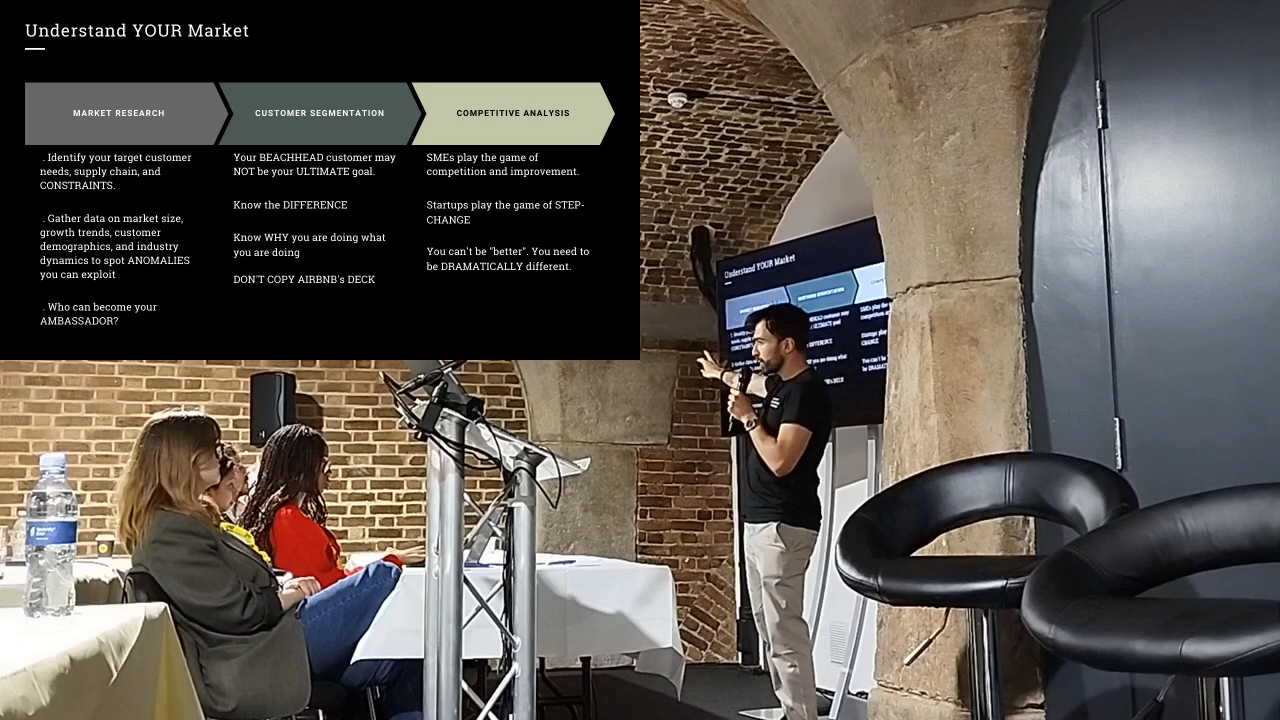 Understand YOUR Market
MARKET RESEARCH
CUSTOMER SEGMENTATION
COMPETITIVE ANALYSIS
. Identify your target customer
needs, supply chain, and
CONSTRAINTS.
. Gather data on market size,
growth trends, customer
demographics, and industry
dynamics to spot ANOMALIES
you can exploit
. Who can become your
AMBASSADOR?
Your BEACHHEAD customer may
NOT be your ULTIMATE goal.
Know the DIFFERENCE
Know WHY you are doing what
you are doing
DON'T COPY AIRBNB's DECK
SMEs play the game of
competition and improvement.
Startups play the game of STEP-
CHANGE
You can't be "better". You need to
be DRAMATICALLY different.
Understand YOUR Market